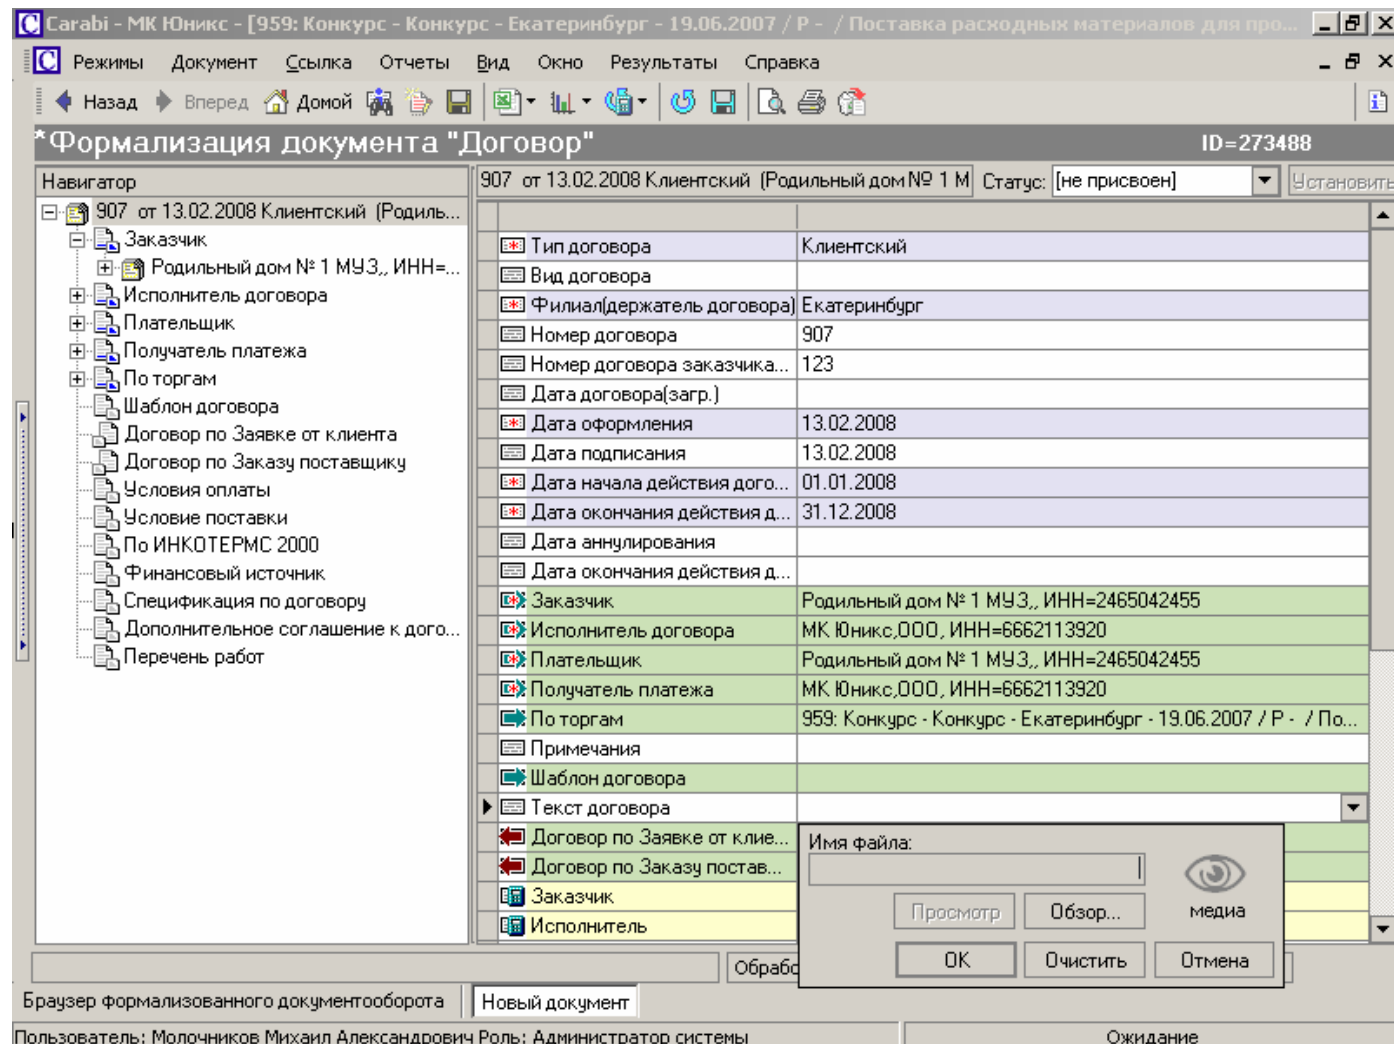 Carabi - МК Юникс - [959: Конкурс - Конкурс - Екатеринбург - 19.06.2007 / Р - / Поставка расходных материалов для про...
Режимы Документ Ссылка Отчеты Вид Окно Результаты Справка
Назад Вперед Домой
*Формализация документа "Договор" ID=273488
Навигатор
907 от 13.02.2008 Клиентский (Родильный дом № 1 М Статус: [не присвоен] Установить
907 от 13.02.2008 Клиентский (Родиль...
Заказчик
Родильный дом № 1 МУЗ,, ИНН=...
Исполнитель договора
Плательщик
Получатель платежа
По торгам
Шаблон договора
Договор по Заявке от клиента
Договор по Заказу поставщику
Условия оплаты
Условие поставки
По ИНКОТЕРМС 2000
Финансовый источник
Спецификация по договору
Дополнительное соглашение к дого...
Перечень работ
Тип договора Клиентский
Вид договора
Филиал(держатель договора) Екатеринбург
Номер договора 907
Номер договора заказчика... 123
Дата договора(загр.)
Дата оформления 13.02.2008
Дата подписания 13.02.2008
Дата начала действия дого... 01.01.2008
Дата окончания действия д... 31.12.2008
Дата аннулирования
Дата окончания действия д...
Заказчик Родильный дом № 1 МУЗ,, ИНН=2465042455
Исполнитель договора МК Юникс,ООО, ИНН=6662113920
Плательщик Родильный дом № 1 МУЗ,, ИНН=2465042455
Получатель платежа МК Юникс,ООО, ИНН=6662113920
По торгам 959: Конкурс - Конкурс - Екатеринбург - 19.06.2007 / Р - / По...
Примечания
Шаблон договора
Текст договора
Договор по Заявке от клие...
Договор по Заказу постав...
Заказчик
Исполнитель
Имя файла:
Просмотр Обзор... медиа
ОК Очистить Отмена
Обрабо
Браузер формализованного документооборота Новый документ
Пользователь: Молочников Михаил Александрович Роль: Администратор системы Ожидание